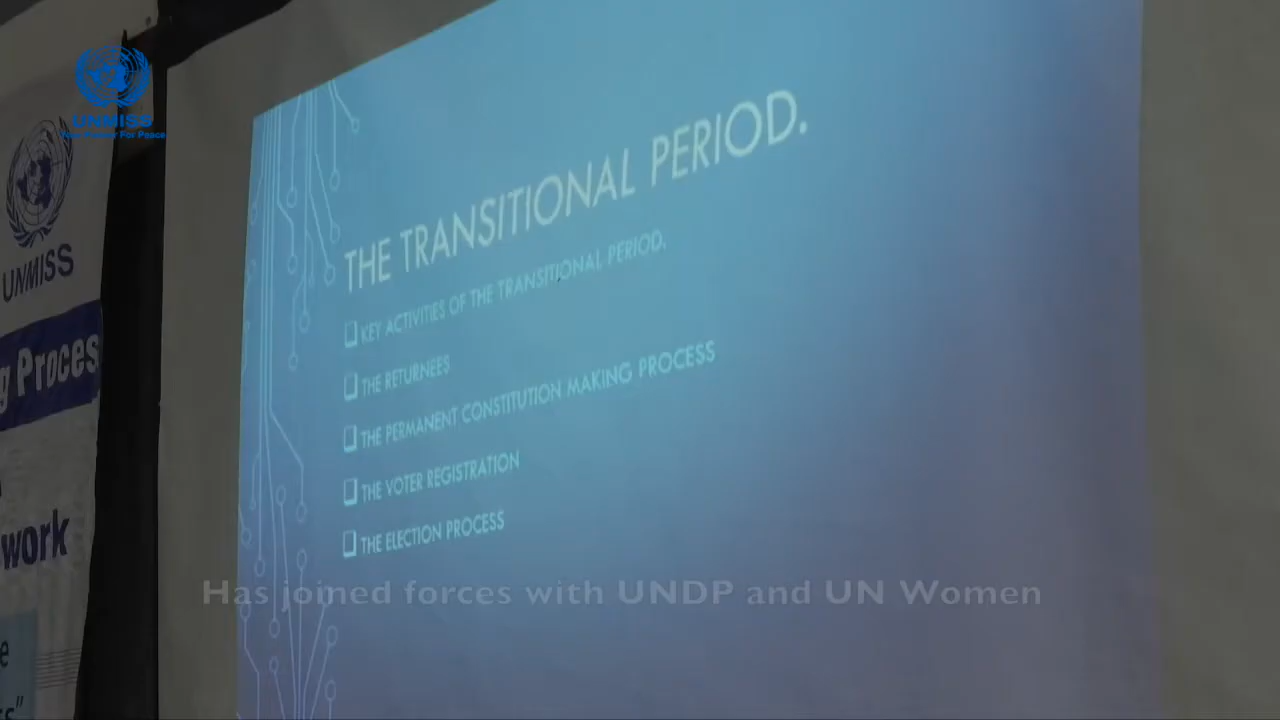 UNMISS
UNMISS
g Proces
work
e
ss"
THE TRANSITIONAL PERIOD.
KEY ACTIVITIES OF THE TRANSITIONAL PERIOD.
THE RETURNEES
THE PERMANENT CONSTITUTION MAKING PROCESS
THE VOTER REGISTRATION
THE ELECTION PROCESS
Has joined forces with UNDP and UN Women